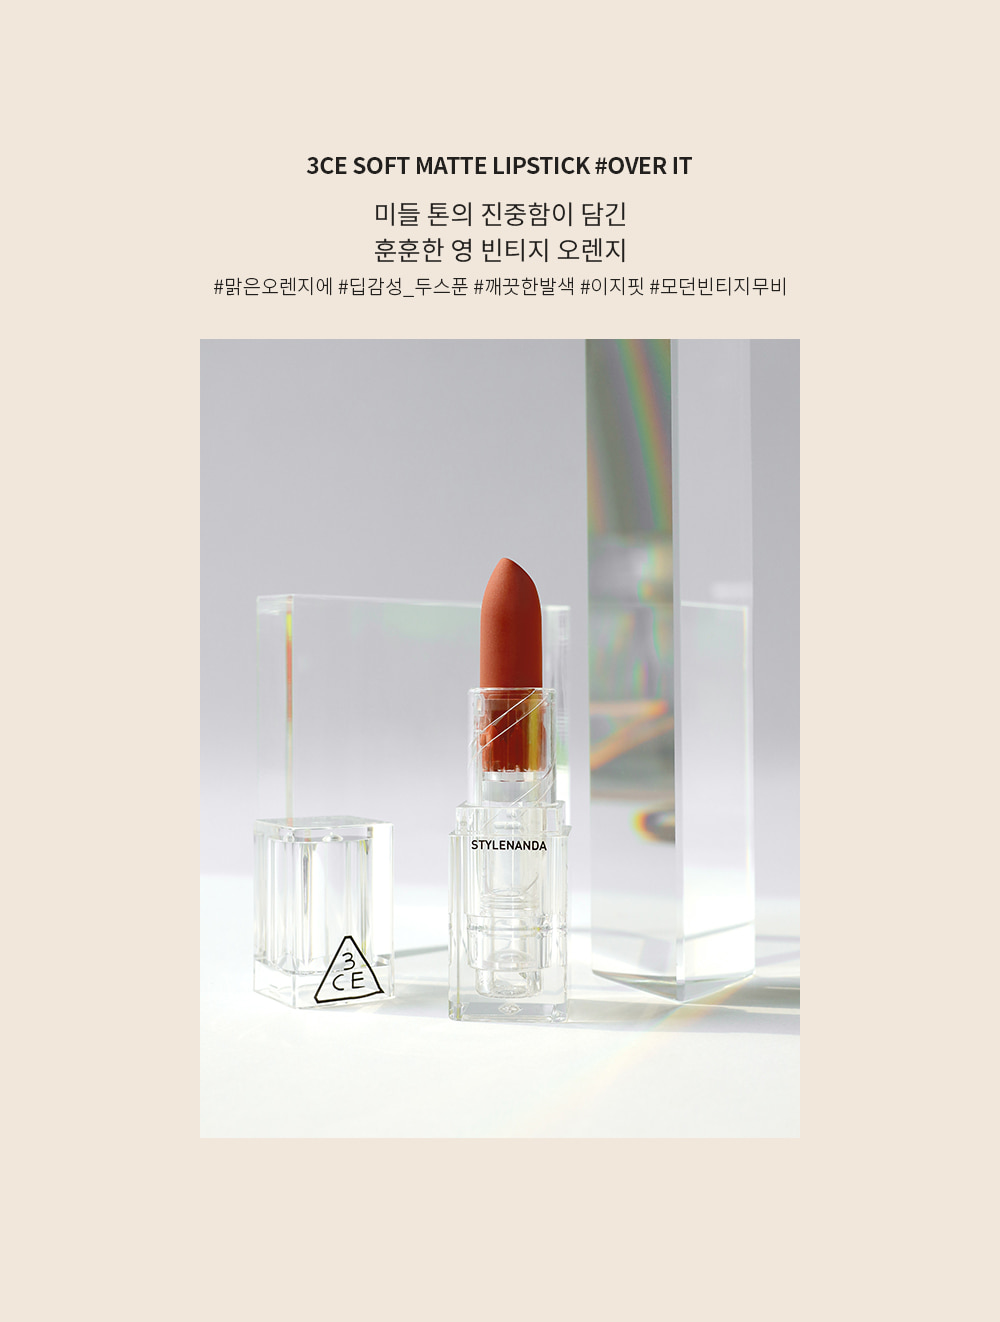 3CE SOFT MATTE LIPSTICK #OVER IT
미들 톤의 진중함이 담긴
훈훈한 영 빈티지 오렌지
#맑은오렌지에 #딥감성_두스푼 #깨끗한발색 #이지핏 #모던빈티지무비
STYLENANDA
3
CE